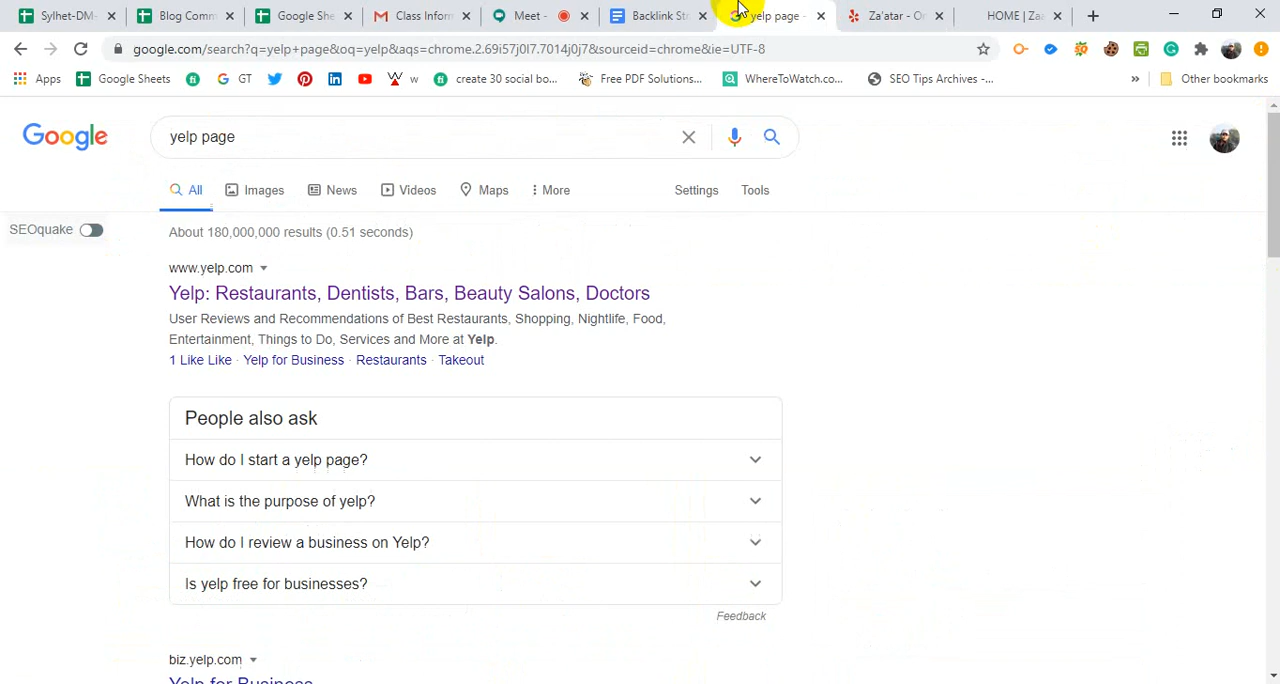 Sylhet-DM-
Blog Comm
Google She
Class Inforn
Meet -
Backlink Str
yelp page -
Za'atar - Or
HOME | Zaa
google.com/search?q=yelp+page&oq=yelp&aqs=chrome.2.69i57j0l7.7014j0j7&sourceid=chrome&ie=UTF-8
Apps
Google Sheets
GT
w
create 30 social bo...
Free PDF Solutions...
WhereToWatch.co...
SEO Tips Archives -...
»
Other bookmarks
Google
yelp page
All
Images
News
Videos
Maps
More
Settings
Tools
SEOquake
About 180,000,000 results (0.51 seconds)
www.yelp.com
Yelp: Restaurants, Dentists, Bars, Beauty Salons, Doctors
User Reviews and Recommendations of Best Restaurants, Shopping, Nightlife, Food,
Entertainment, Things to Do, Services and More at Yelp.
1 Like Like · Yelp for Business · Restaurants · Takeout
People also ask
How do I start a yelp page?
What is the purpose of yelp?
How do I review a business on Yelp?
Is yelp free for businesses?
Feedback
biz.yelp.com
Yelp for Business